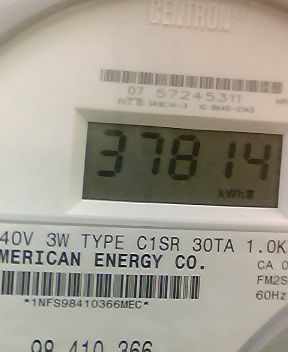 CENTRON
07 57245311
37814
kWh
40V 3W TYPE C1SR 30TA 1.0K
MERICAN ENERGY CO.
CA 0
FM2S
60Hz
*1NFS98410366MEC*
98 410 366